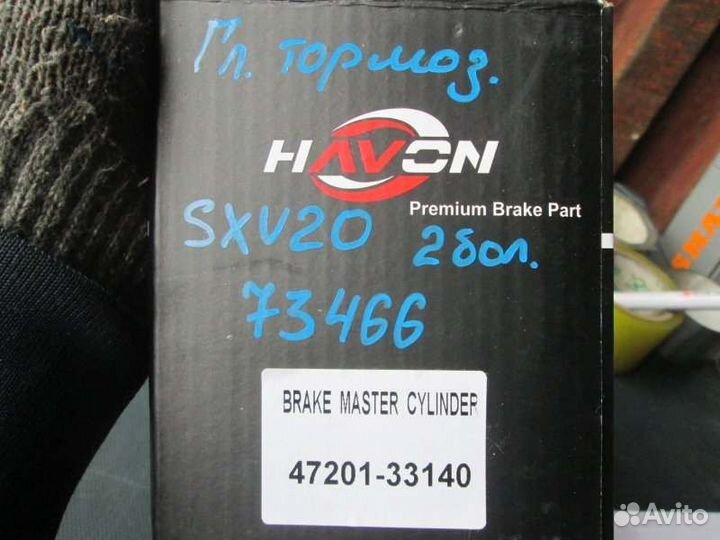 Гл. тормоз.
HAVON
Premium Brake Part
SXV20 2 бол.
73466
BRAKE MASTER CYLINDER
47201-33140
Avito